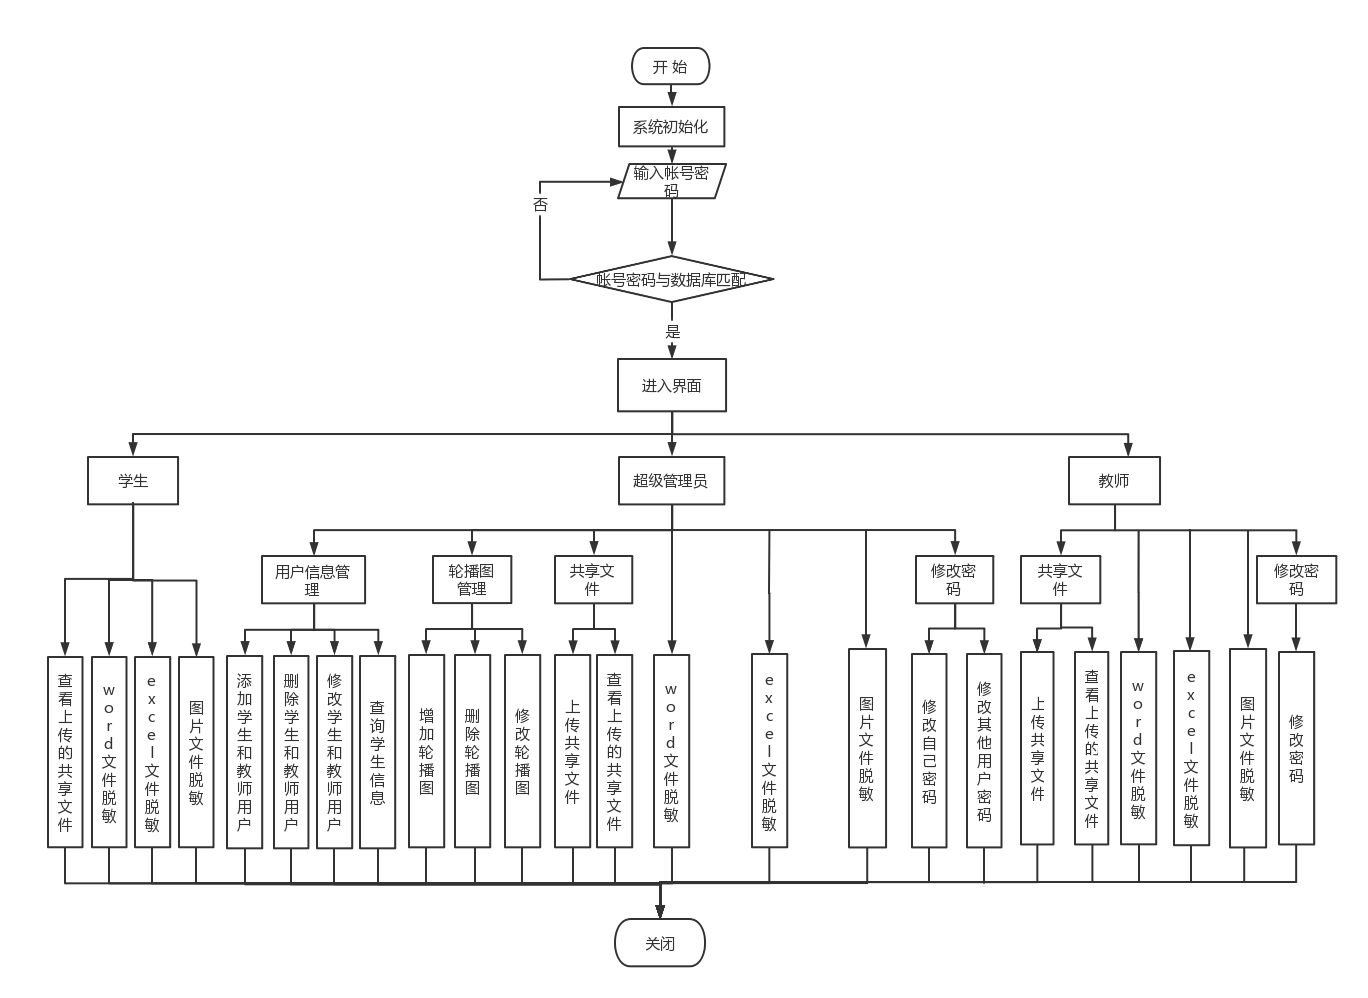 开 始
系统初始化
输入帐号密
码
否
帐号密码与数据库匹配
是
进入界面
学生
超级管理员
教师
用户信息管
理
轮播图
管理
共享文
件
修改密
码
共享文
件
修改密
码
查看上传的共享文件
word文件脱敏
excel文件脱敏
图片文件脱敏
添加学生和教师用户
删除学生和教师用户
修改学生和教师用户
查询学生信息
增加轮播图
删除轮播图
修改轮播图
上传共享文件
查看上传的共享文件
word文件脱敏
excel文件脱敏
图片文件脱敏
修改自己密码
修改其他用户密码
上传共享文件
查看上传的共享文件
word文件脱敏
excel文件脱敏
图片文件脱敏
修改密码
关闭